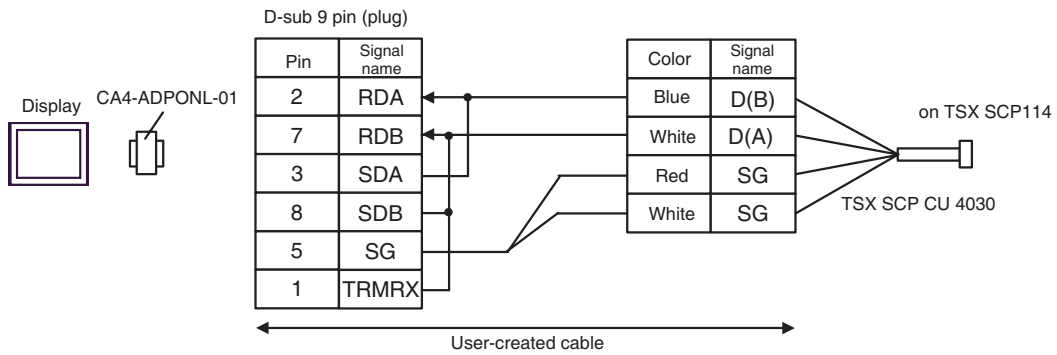 D-sub 9 pin (plug)
Display
CA4-ADPONL-01
Pin Signal name
2 RDA
7 RDB
3 SDA
8 SDB
5 SG
1 TRMRX
Color Signal name
Blue D(B)
White D(A)
Red SG
White SG
on TSX SCP114
TSX SCP CU 4030
User-created cable